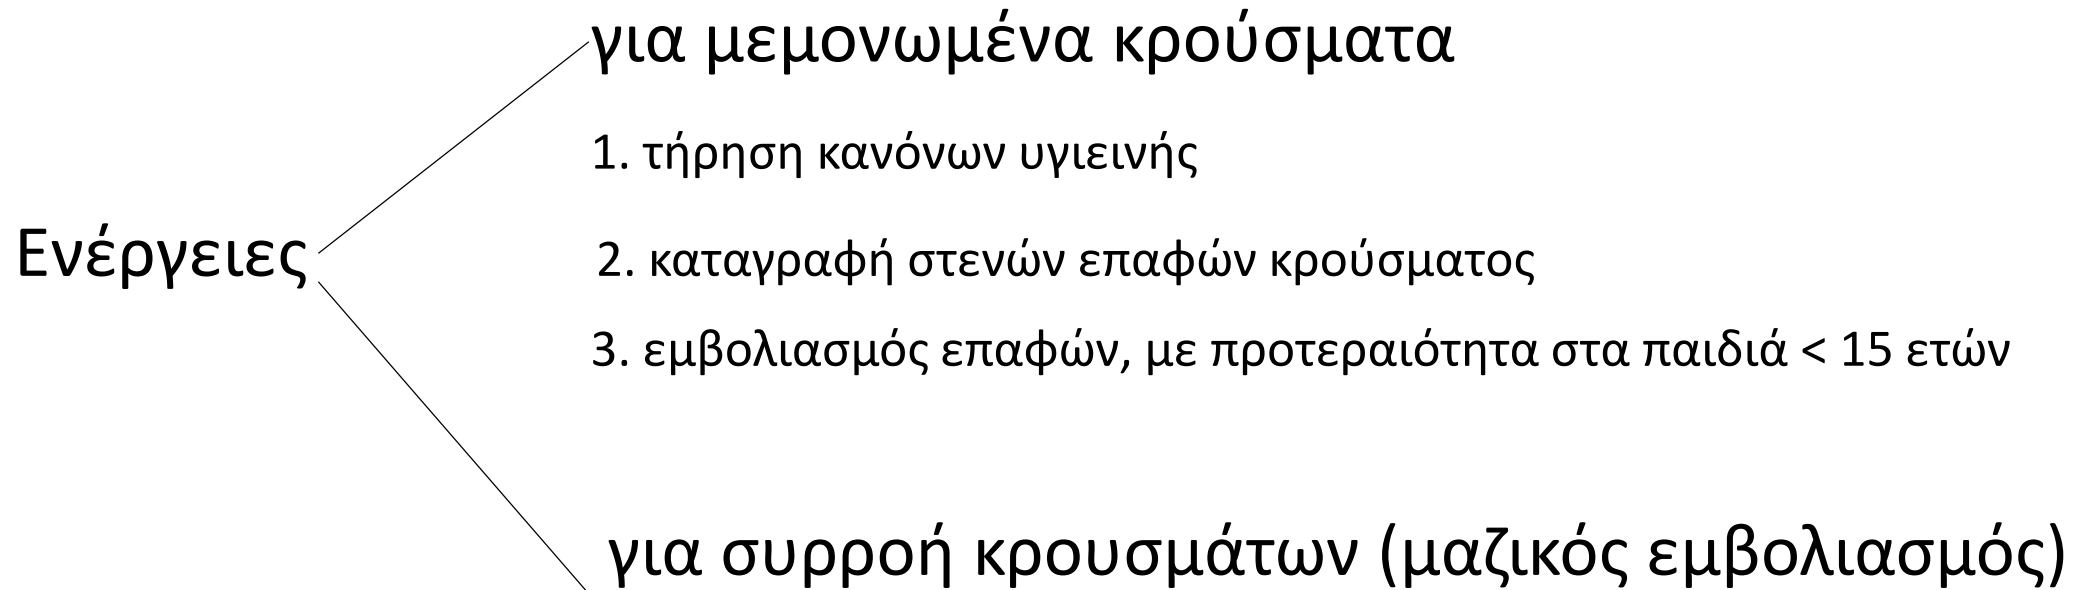 για μεμονωμένα κρούσματα
1. τήρηση κανόνων υγιεινής
Ενέργειες
2. καταγραφή στενών επαφών κρούσματος
3. εμβολιασμός επαφών, με προτεραιότητα στα παιδιά < 15 ετών
για συρροή κρουσμάτων (μαζικός εμβολιασμός)